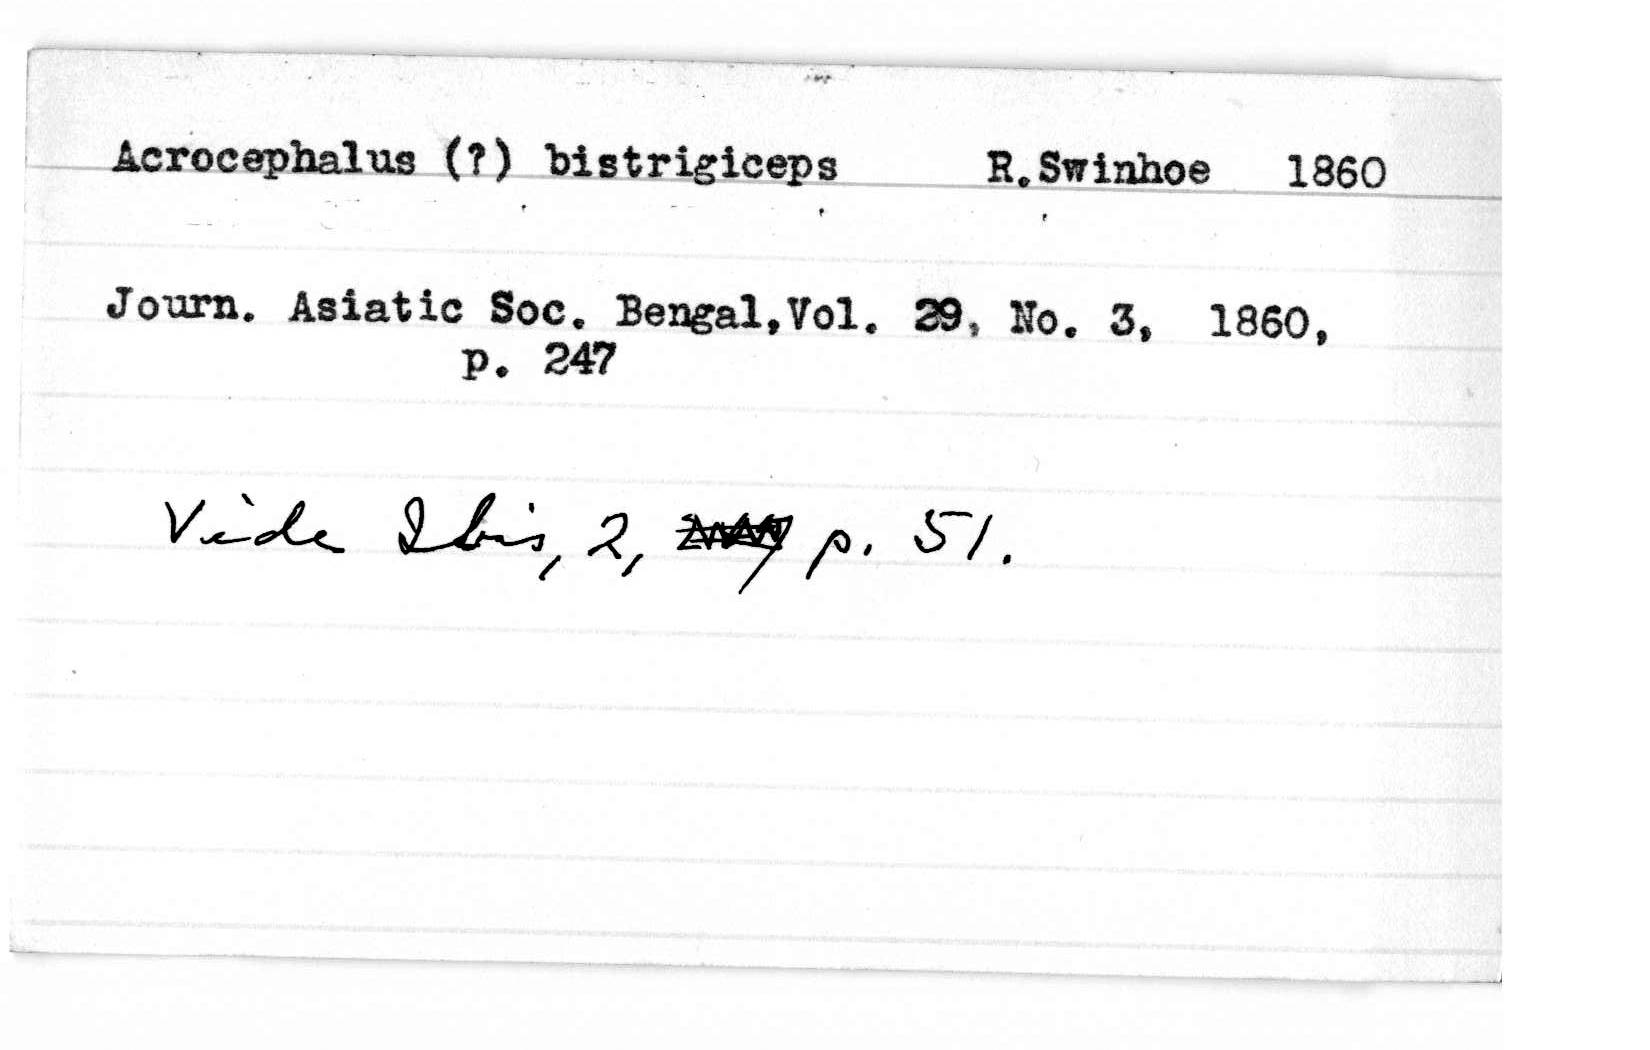 Acrocephalus (?) bistrigiceps R.Swinhoe 1860
Journ. Asiatic Soc. Bengal,Vol. 29, No. 3, 1860,
p. 247
Vide Ibis, 2, p. 51.